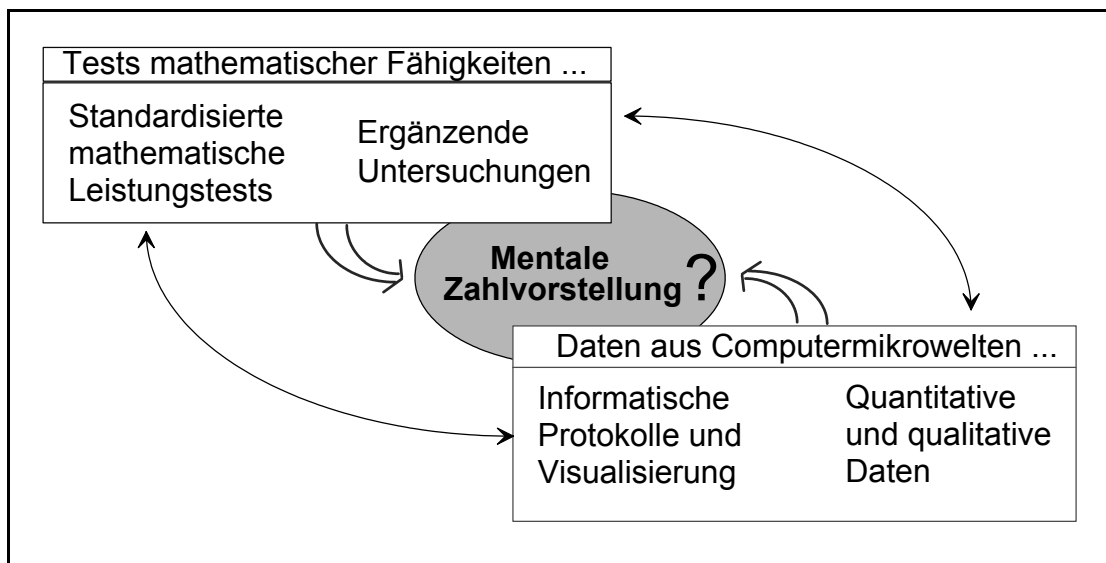 Tests mathematischer Fähigkeiten ...
Standardisierte
mathematische
Leistungstests
Ergänzende
Untersuchungen
Mentale
Zahlvorstellung ?
Daten aus Computermikrowelten ...
Informatische
Protokolle und
Visualisierung
Quantitative
und qualitative
Daten